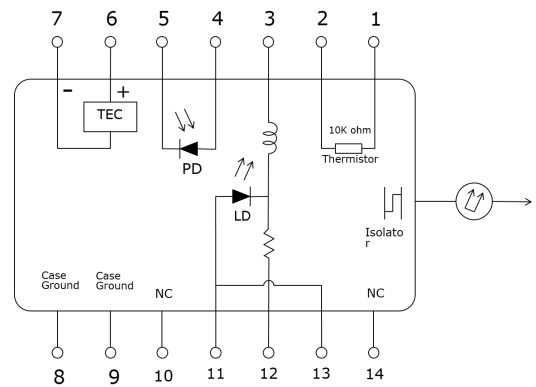 7 6 5 4 3 2 1
- +
TEC
10K ohm
Thermistor
PD
LD
Isolato
r
Case
Ground
Case
Ground
NC
NC
8 9 10 11 12 13 14